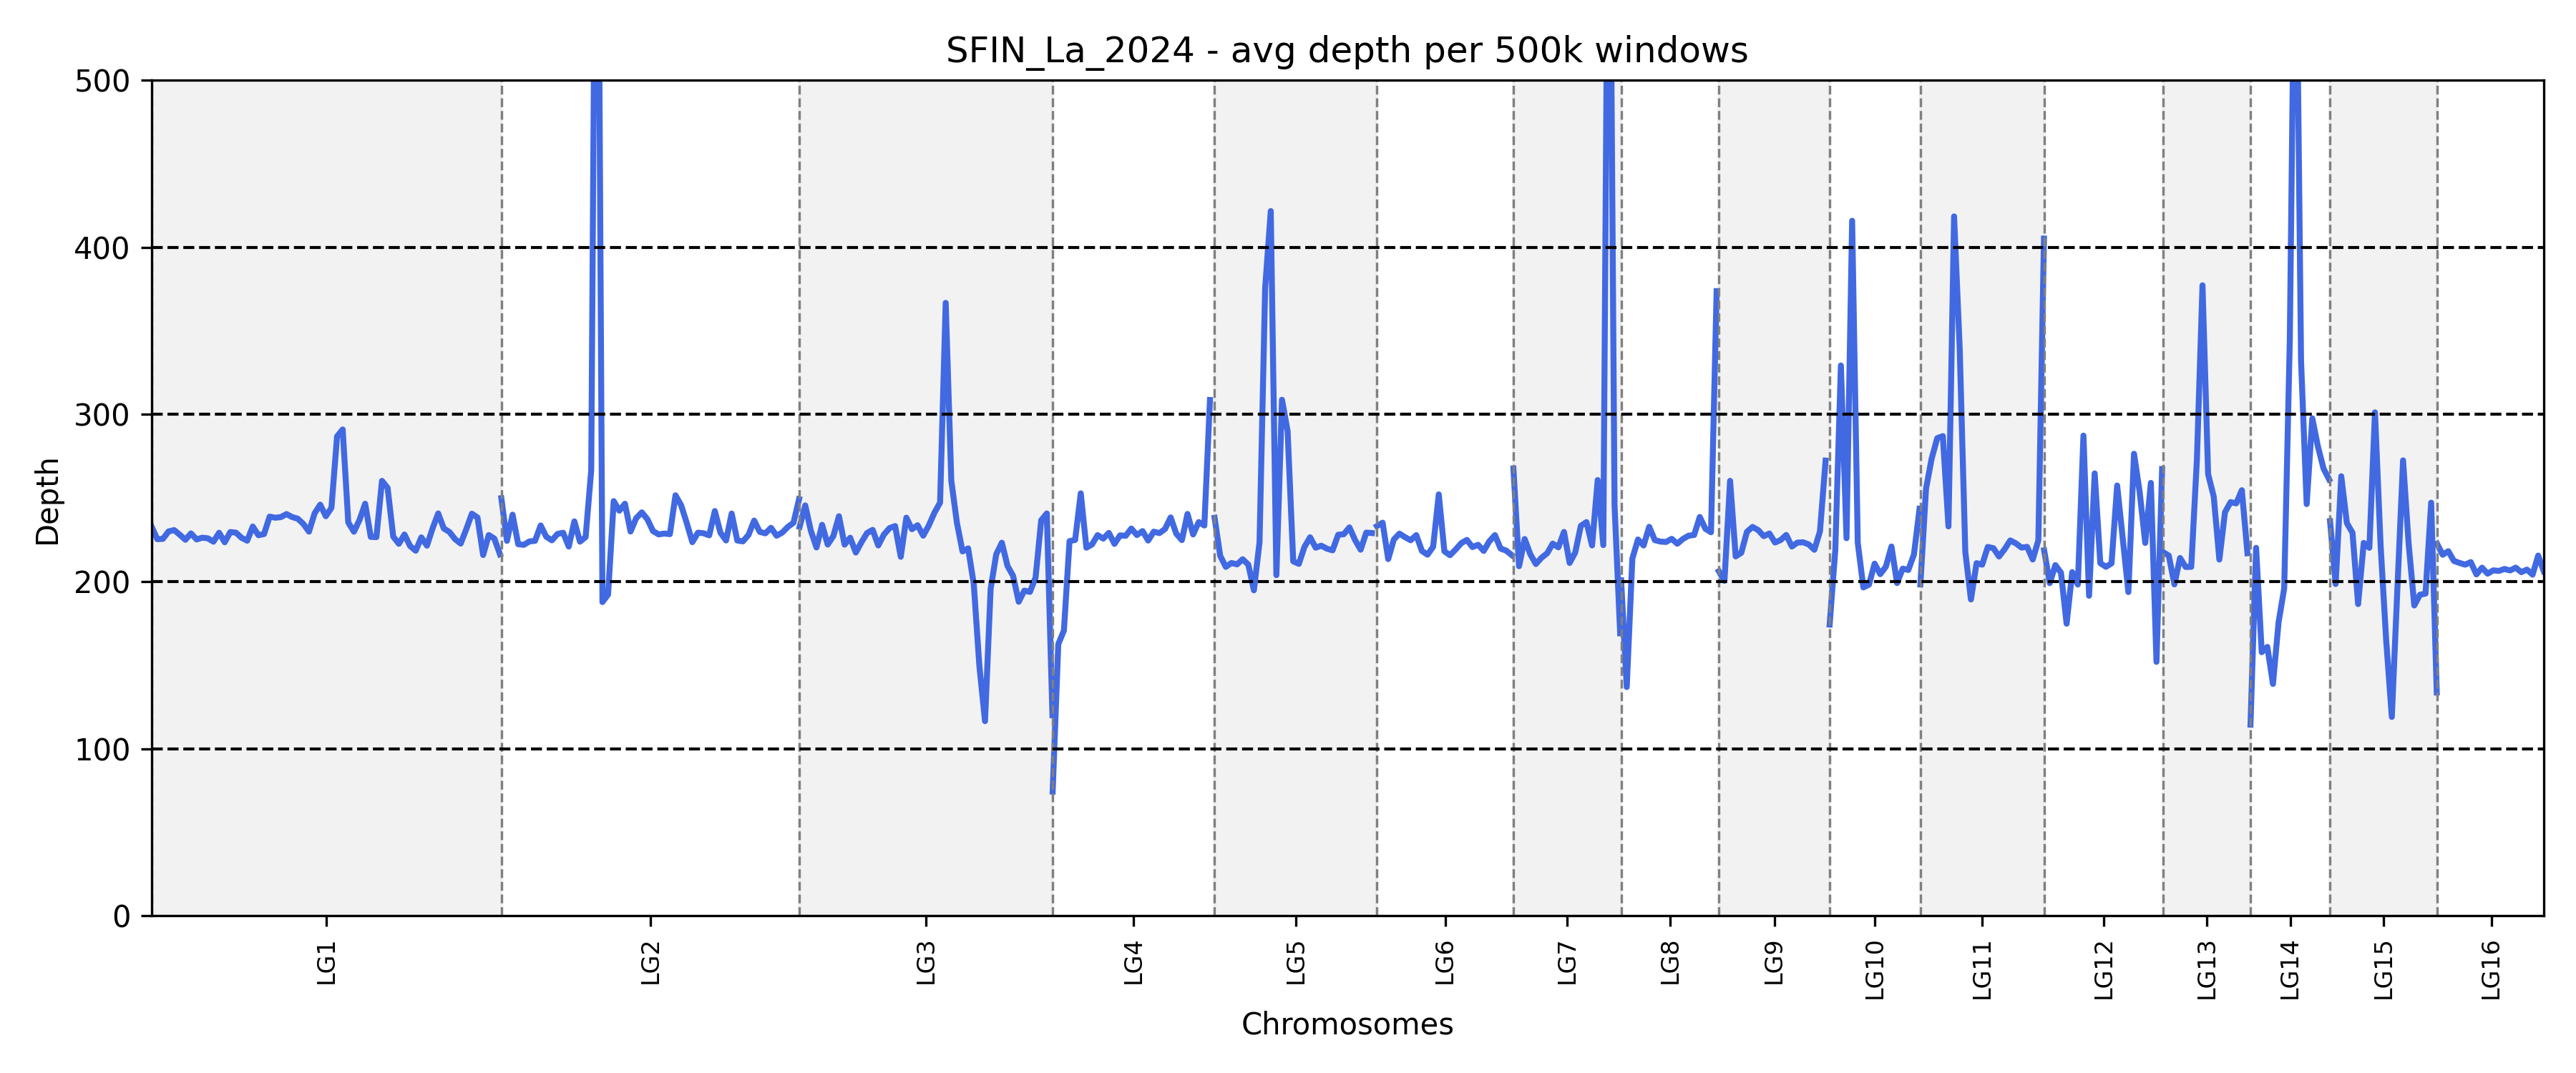 SFIN_La_2024 - avg depth per 500k windows
500
400
300
200
100
0
Depth
LG1
LG2
LG3
LG4
LG5
LG6
LG7
LG8
LG9
LG10
LG11
LG12
LG13
LG14
LG15
LG16
Chromosomes